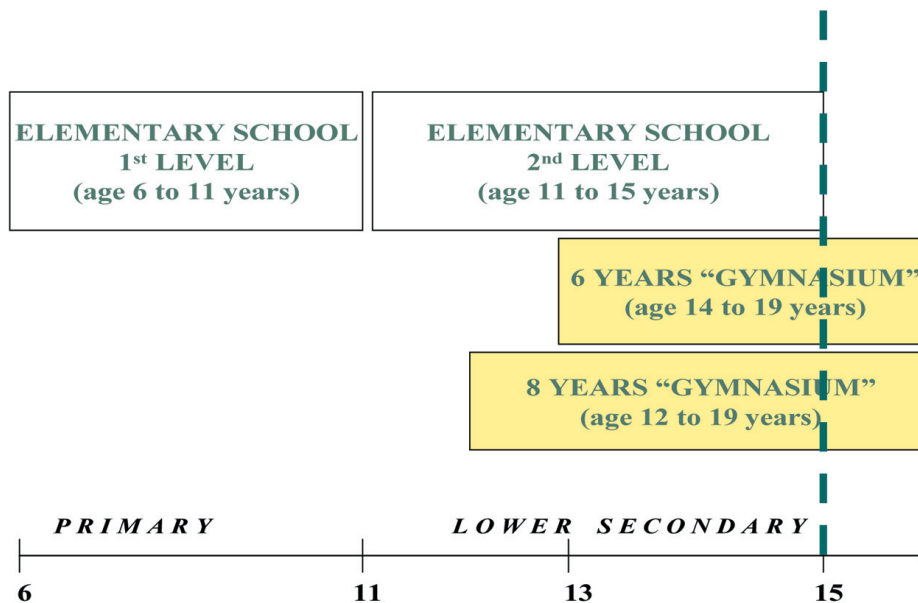 ELEMENTARY SCHOOL
1st LEVEL
(age 6 to 11 years)
ELEMENTARY SCHOOL
2nd LEVEL
(age 11 to 15 years)
6 YEARS “GYMNASIUM”
(age 14 to 19 years)
8 YEARS “GYMNASIUM”
(age 12 to 19 years)
PRIMARY LOWER SECONDARY
6 11 13 15